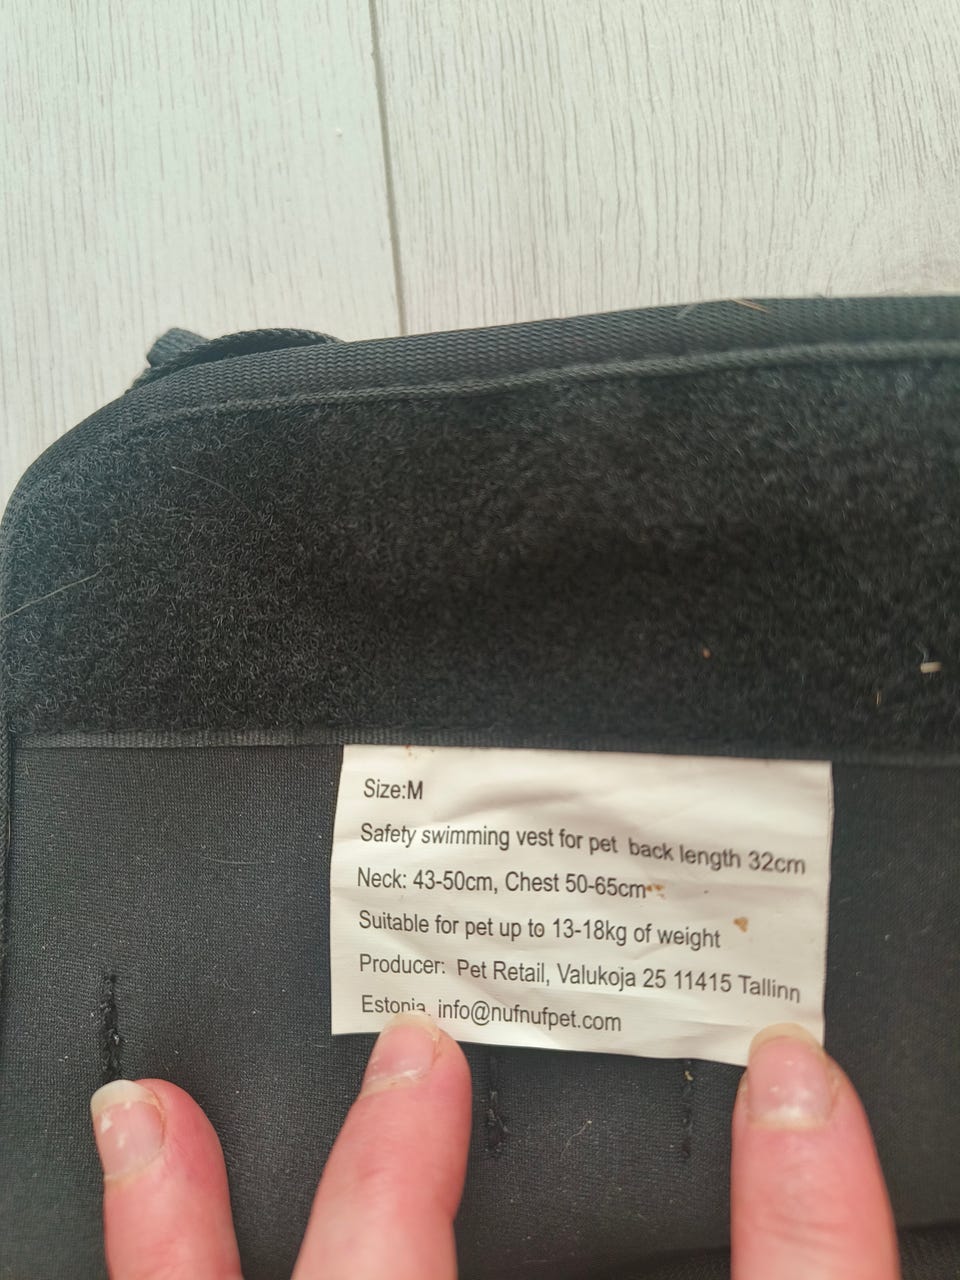 Size:M
Safety swimming vest for pet back length 32cm
Neck: 43-50cm, Chest 50-65cm
Suitable for pet up to 13-18kg of weight
Producer: Pet Retail, Valukoja 25 11415 Tallinn
Estonia, info@nufnufpet.com